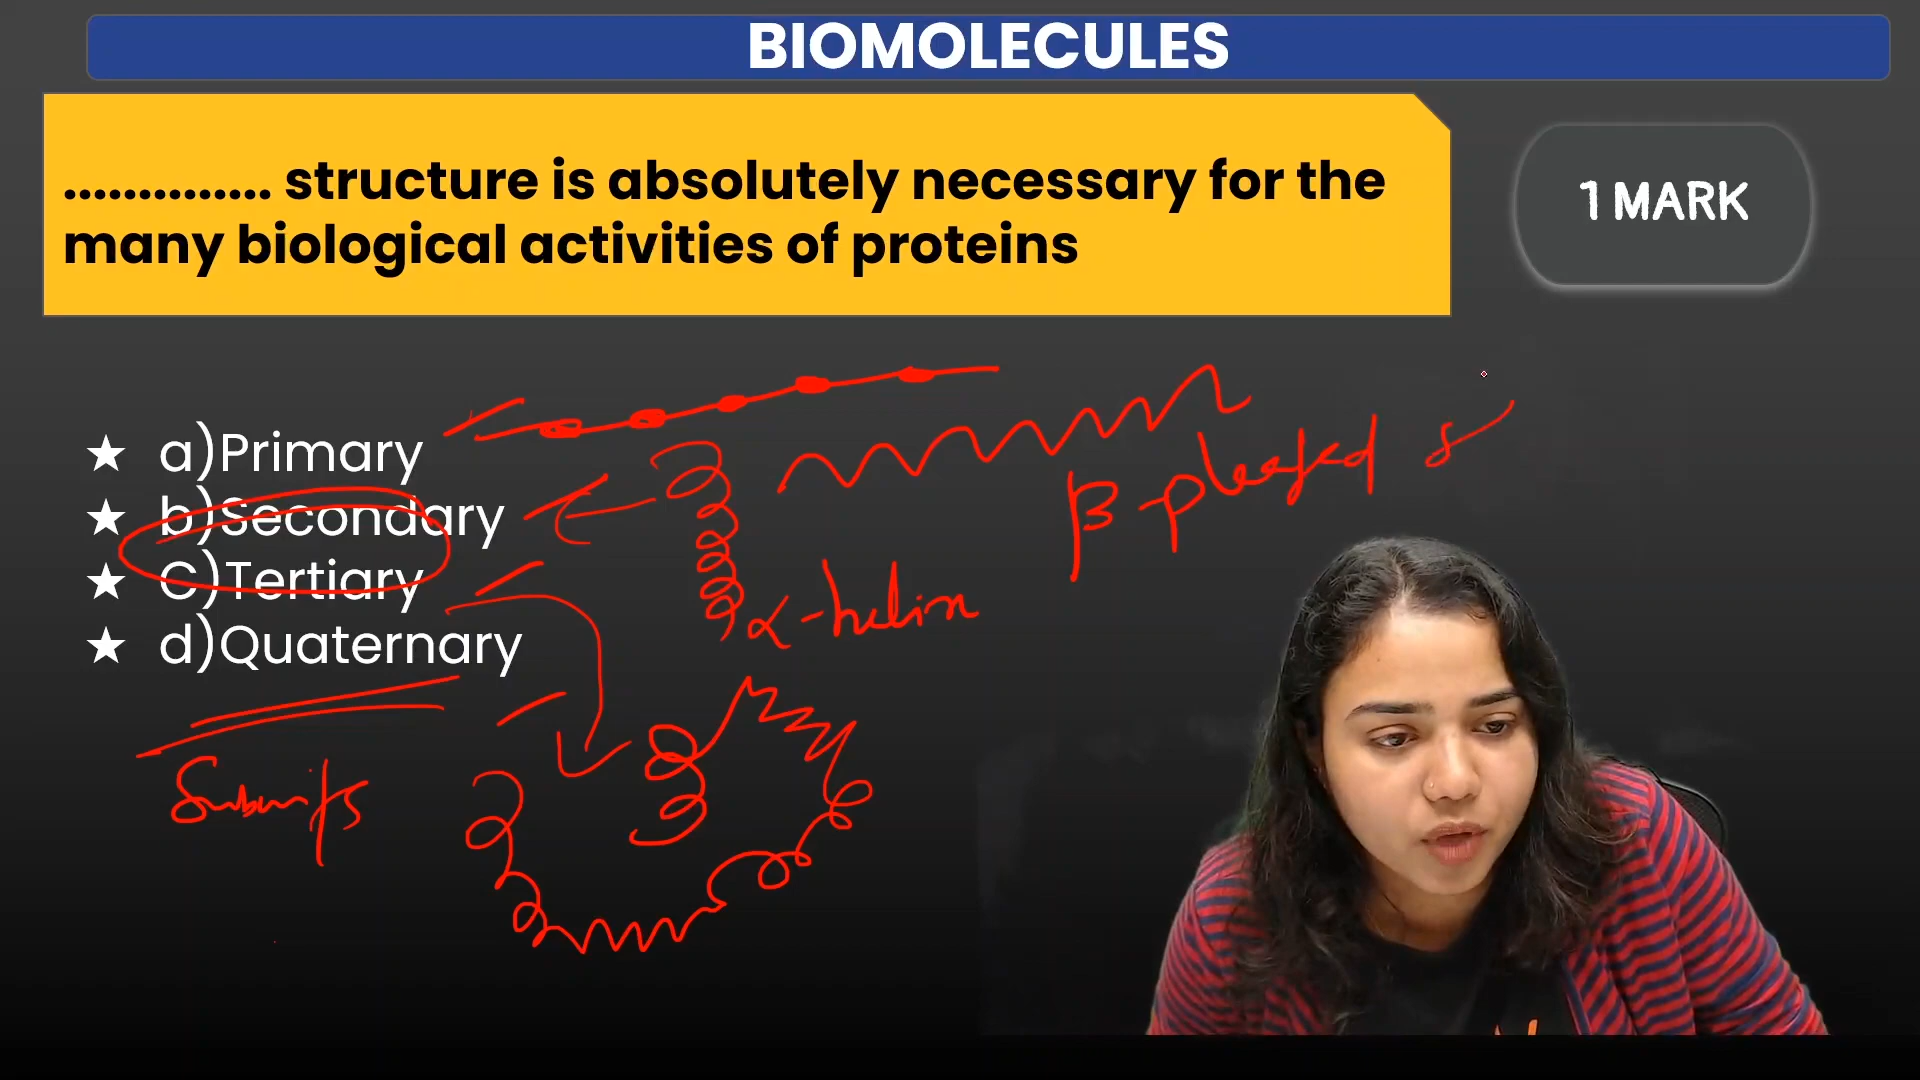 BIOMOLECULES
.............. structure is absolutely necessary for the
many biological activities of proteins
1 MARK
★ a)Primary
★ b)Secondary
★ C)Tertiary
★ d)Quaternary
β-pleated s
α-helix
Subunits